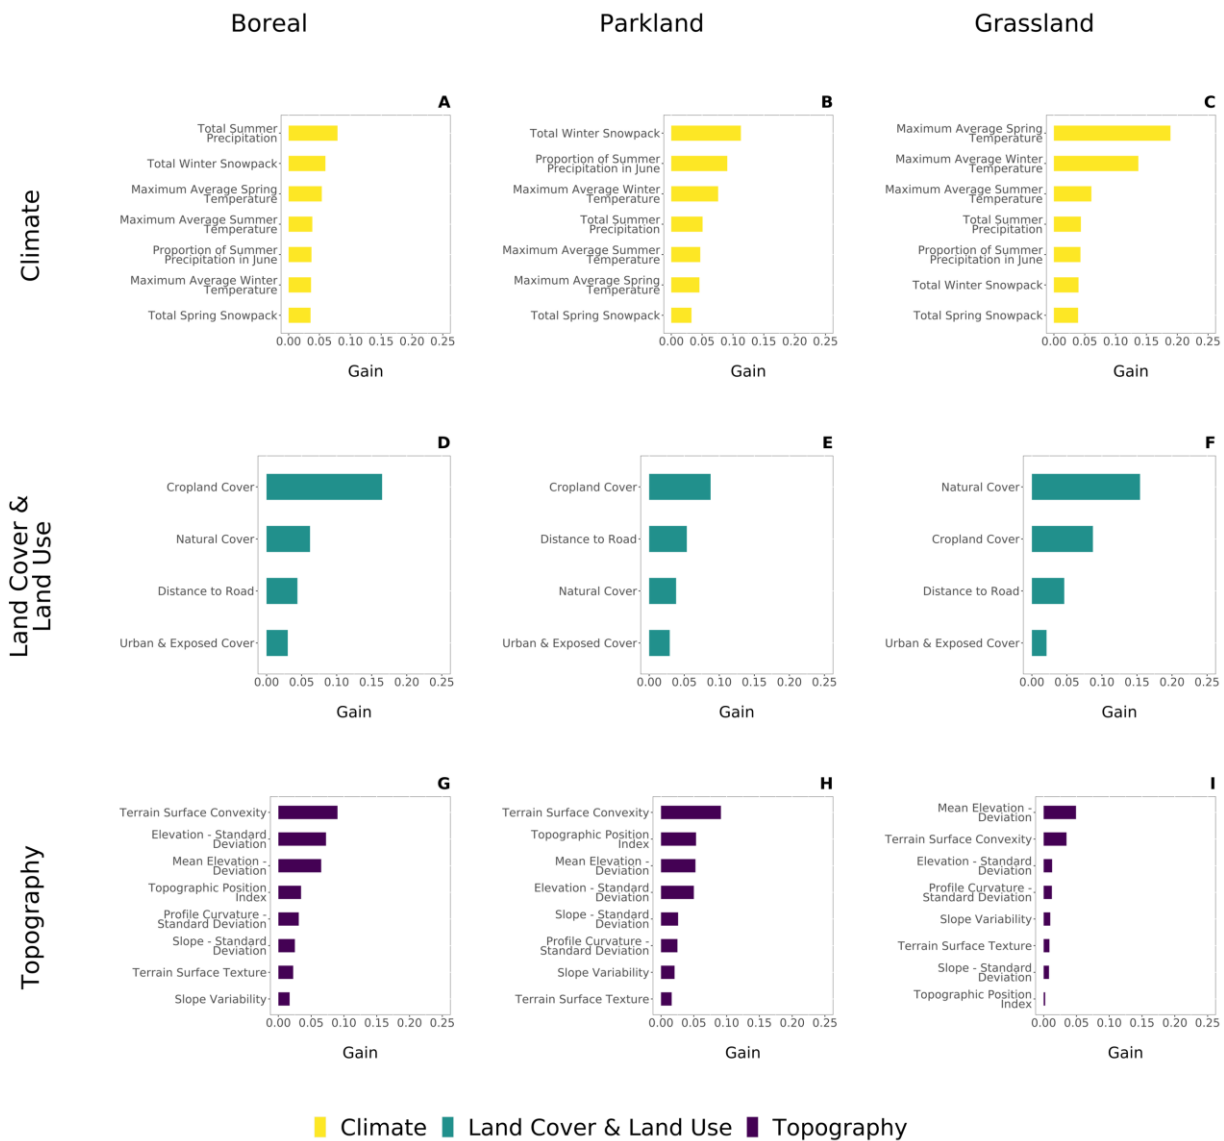 Boreal
Parkland
Grassland
Climate
A
Total Summer
Precipitation
Total Winter Snowpack
Maximum Average Spring
Temperature
Maximum Average Summer
Temperature
Proportion of Summer
Precipitation in June
Maximum Average Winter
Temperature
Total Spring Snowpack
0.00 0.05 0.10 0.15 0.20 0.25
Gain
B
Total Winter Snowpack
Proportion of Summer
Precipitation in June
Maximum Average Winter
Temperature
Total Summer
Precipitation
Maximum Average Summer
Temperature
Maximum Average Spring
Temperature
Total Spring Snowpack
0.00 0.05 0.10 0.15 0.20 0.25
Gain
C
Maximum Average Spring
Temperature
Maximum Average Winter
Temperature
Maximum Average Summer
Temperature
Total Summer
Precipitation
Proportion of Summer
Precipitation in June
Total Winter Snowpack
Total Spring Snowpack
0.00 0.05 0.10 0.15 0.20 0.25
Gain
Land Cover &
Land Use
D
Cropland Cover
Natural Cover
Distance to Road
Urban & Exposed Cover
0.00 0.05 0.10 0.15 0.20 0.25
Gain
E
Cropland Cover
Distance to Road
Natural Cover
Urban & Exposed Cover
0.00 0.05 0.10 0.15 0.20 0.25
Gain
F
Natural Cover
Cropland Cover
Distance to Road
Urban & Exposed Cover
0.00 0.05 0.10 0.15 0.20 0.25
Gain
Topography
G
Terrain Surface Convexity
Elevation - Standard
Deviation
Mean Elevation -
Deviation
Topographic Position
Index
Profile Curvature -
Standard Deviation
Slope - Standard
Deviation
Terrain Surface Texture
Slope Variability
0.00 0.05 0.10 0.15 0.20 0.25
Gain
H
Terrain Surface Convexity
Topographic Position
Index
Mean Elevation -
Deviation
Elevation - Standard
Deviation
Slope - Standard
Deviation
Profile Curvature -
Standard Deviation
Slope Variability
Terrain Surface Texture
0.00 0.05 0.10 0.15 0.20 0.25
Gain
I
Mean Elevation -
Deviation
Terrain Surface Convexity
Elevation - Standard
Deviation
Profile Curvature -
Standard Deviation
Slope Variability
Terrain Surface Texture
Slope - Standard
Deviation
Topographic Position
Index
0.00 0.05 0.10 0.15 0.20 0.25
Gain
Climate Land Cover & Land Use Topography